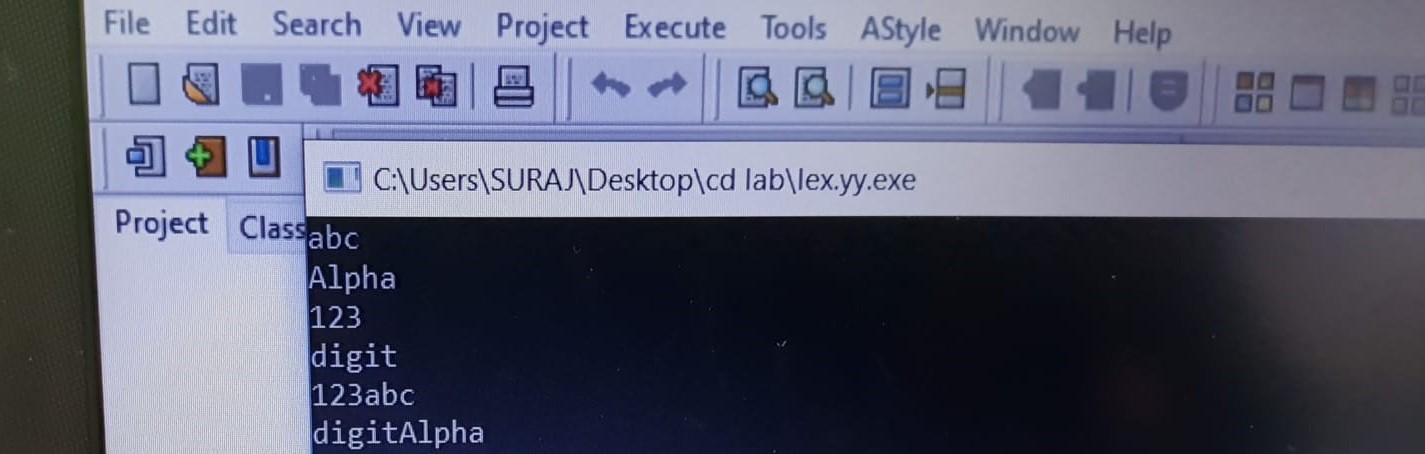 File Edit Search View Project Execute Tools AStyle Window Help
C:\Users\SURAJ\Desktop\cd lab\lex.yy.exe
Project Class
abc
Alpha
123
digit
123abc
digitAlpha